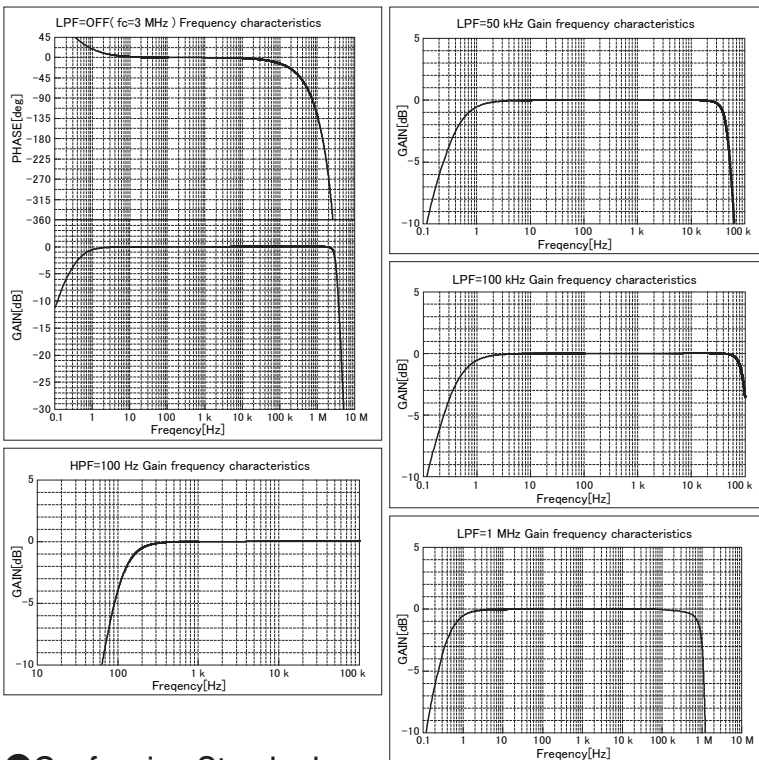 LPF=OFF( fc=3 MHz ) Frequency characteristics
45
0
-45
-90
-135
-180
-225
-270
-315
-360
PHASE[deg]
0
-5
-10
-15
-20
-25
-30
GAIN[dB]
0.1 1 10 100 1 k 10 k 100 k 1 M 10 M
Freqency[Hz]
HPF=100 Hz Gain frequency characteristics
5
0
-5
-10
GAIN[dB]
10 100 1 k 10 k 100 k
Freqency[Hz]
LPF=50 kHz Gain frequency characteristics
5
0
-5
-10
GAIN[dB]
0.1 1 10 100 1 k 10 k 100 k
Freqency[Hz]
LPF=100 kHz Gain frequency characteristics
5
0
-5
-10
GAIN[dB]
0.1 1 10 100 1 k 10 k 100 k
Freqency[Hz]
LPF=1 MHz Gain frequency characteristics
5
0
-5
-10
GAIN[dB]
0.1 1 10 100 1 k 10 k 100 k 1 M 10 M
Freqency[Hz]